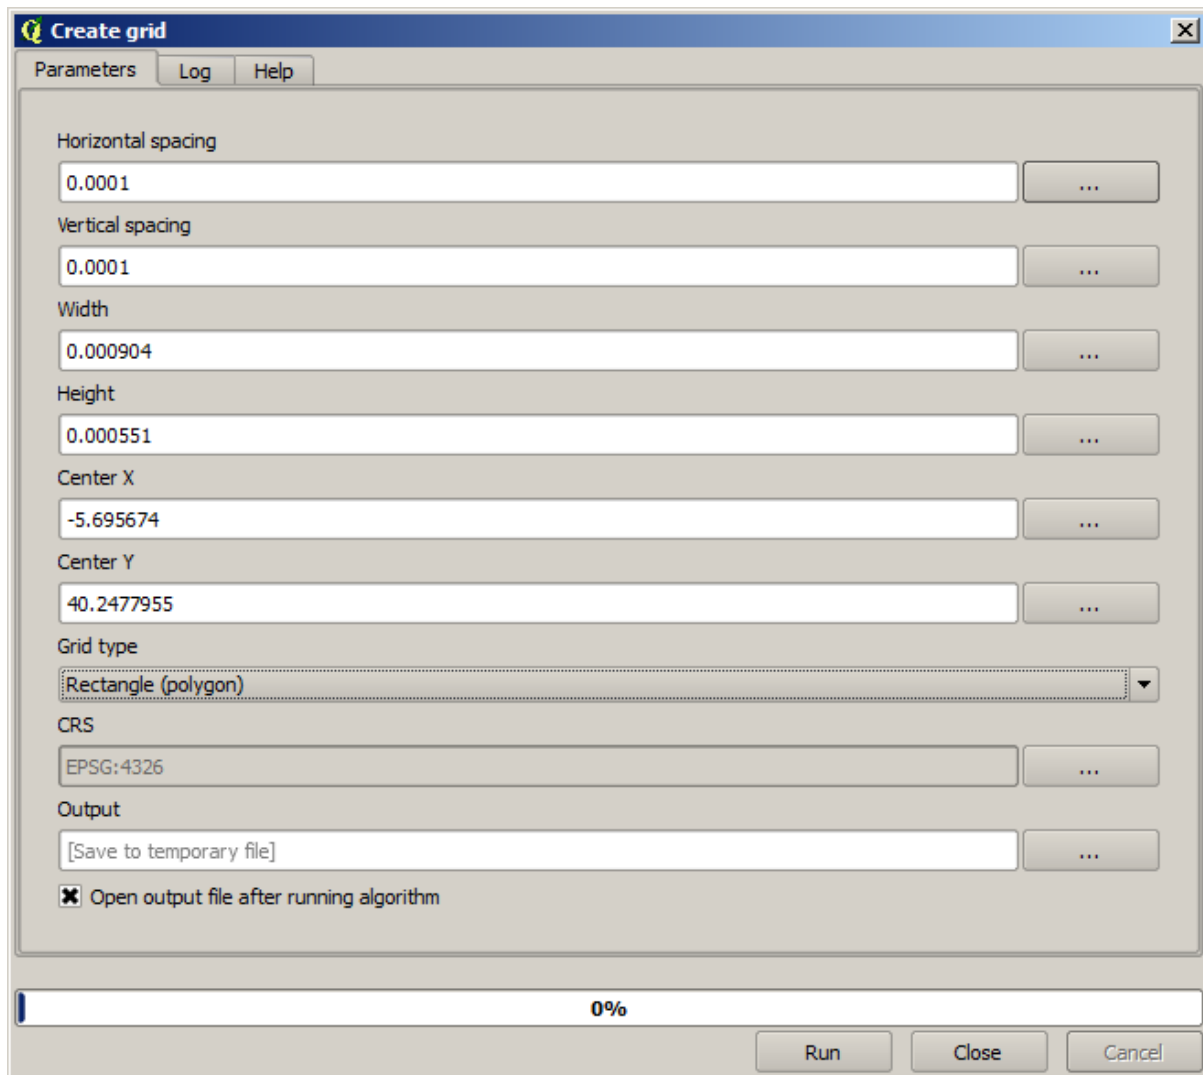 Create grid
Parameters Log Help
Horizontal spacing
0.0001 ...
Vertical spacing
0.0001 ...
Width
0.000904 ...
Height
0.000551 ...
Center X
-5.695674 ...
Center Y
40.2477955 ...
Grid type
Rectangle (polygon)
CRS
EPSG:4326 ...
Output
[Save to temporary file] ...
Open output file after running algorithm
0%
Run Close Cancel